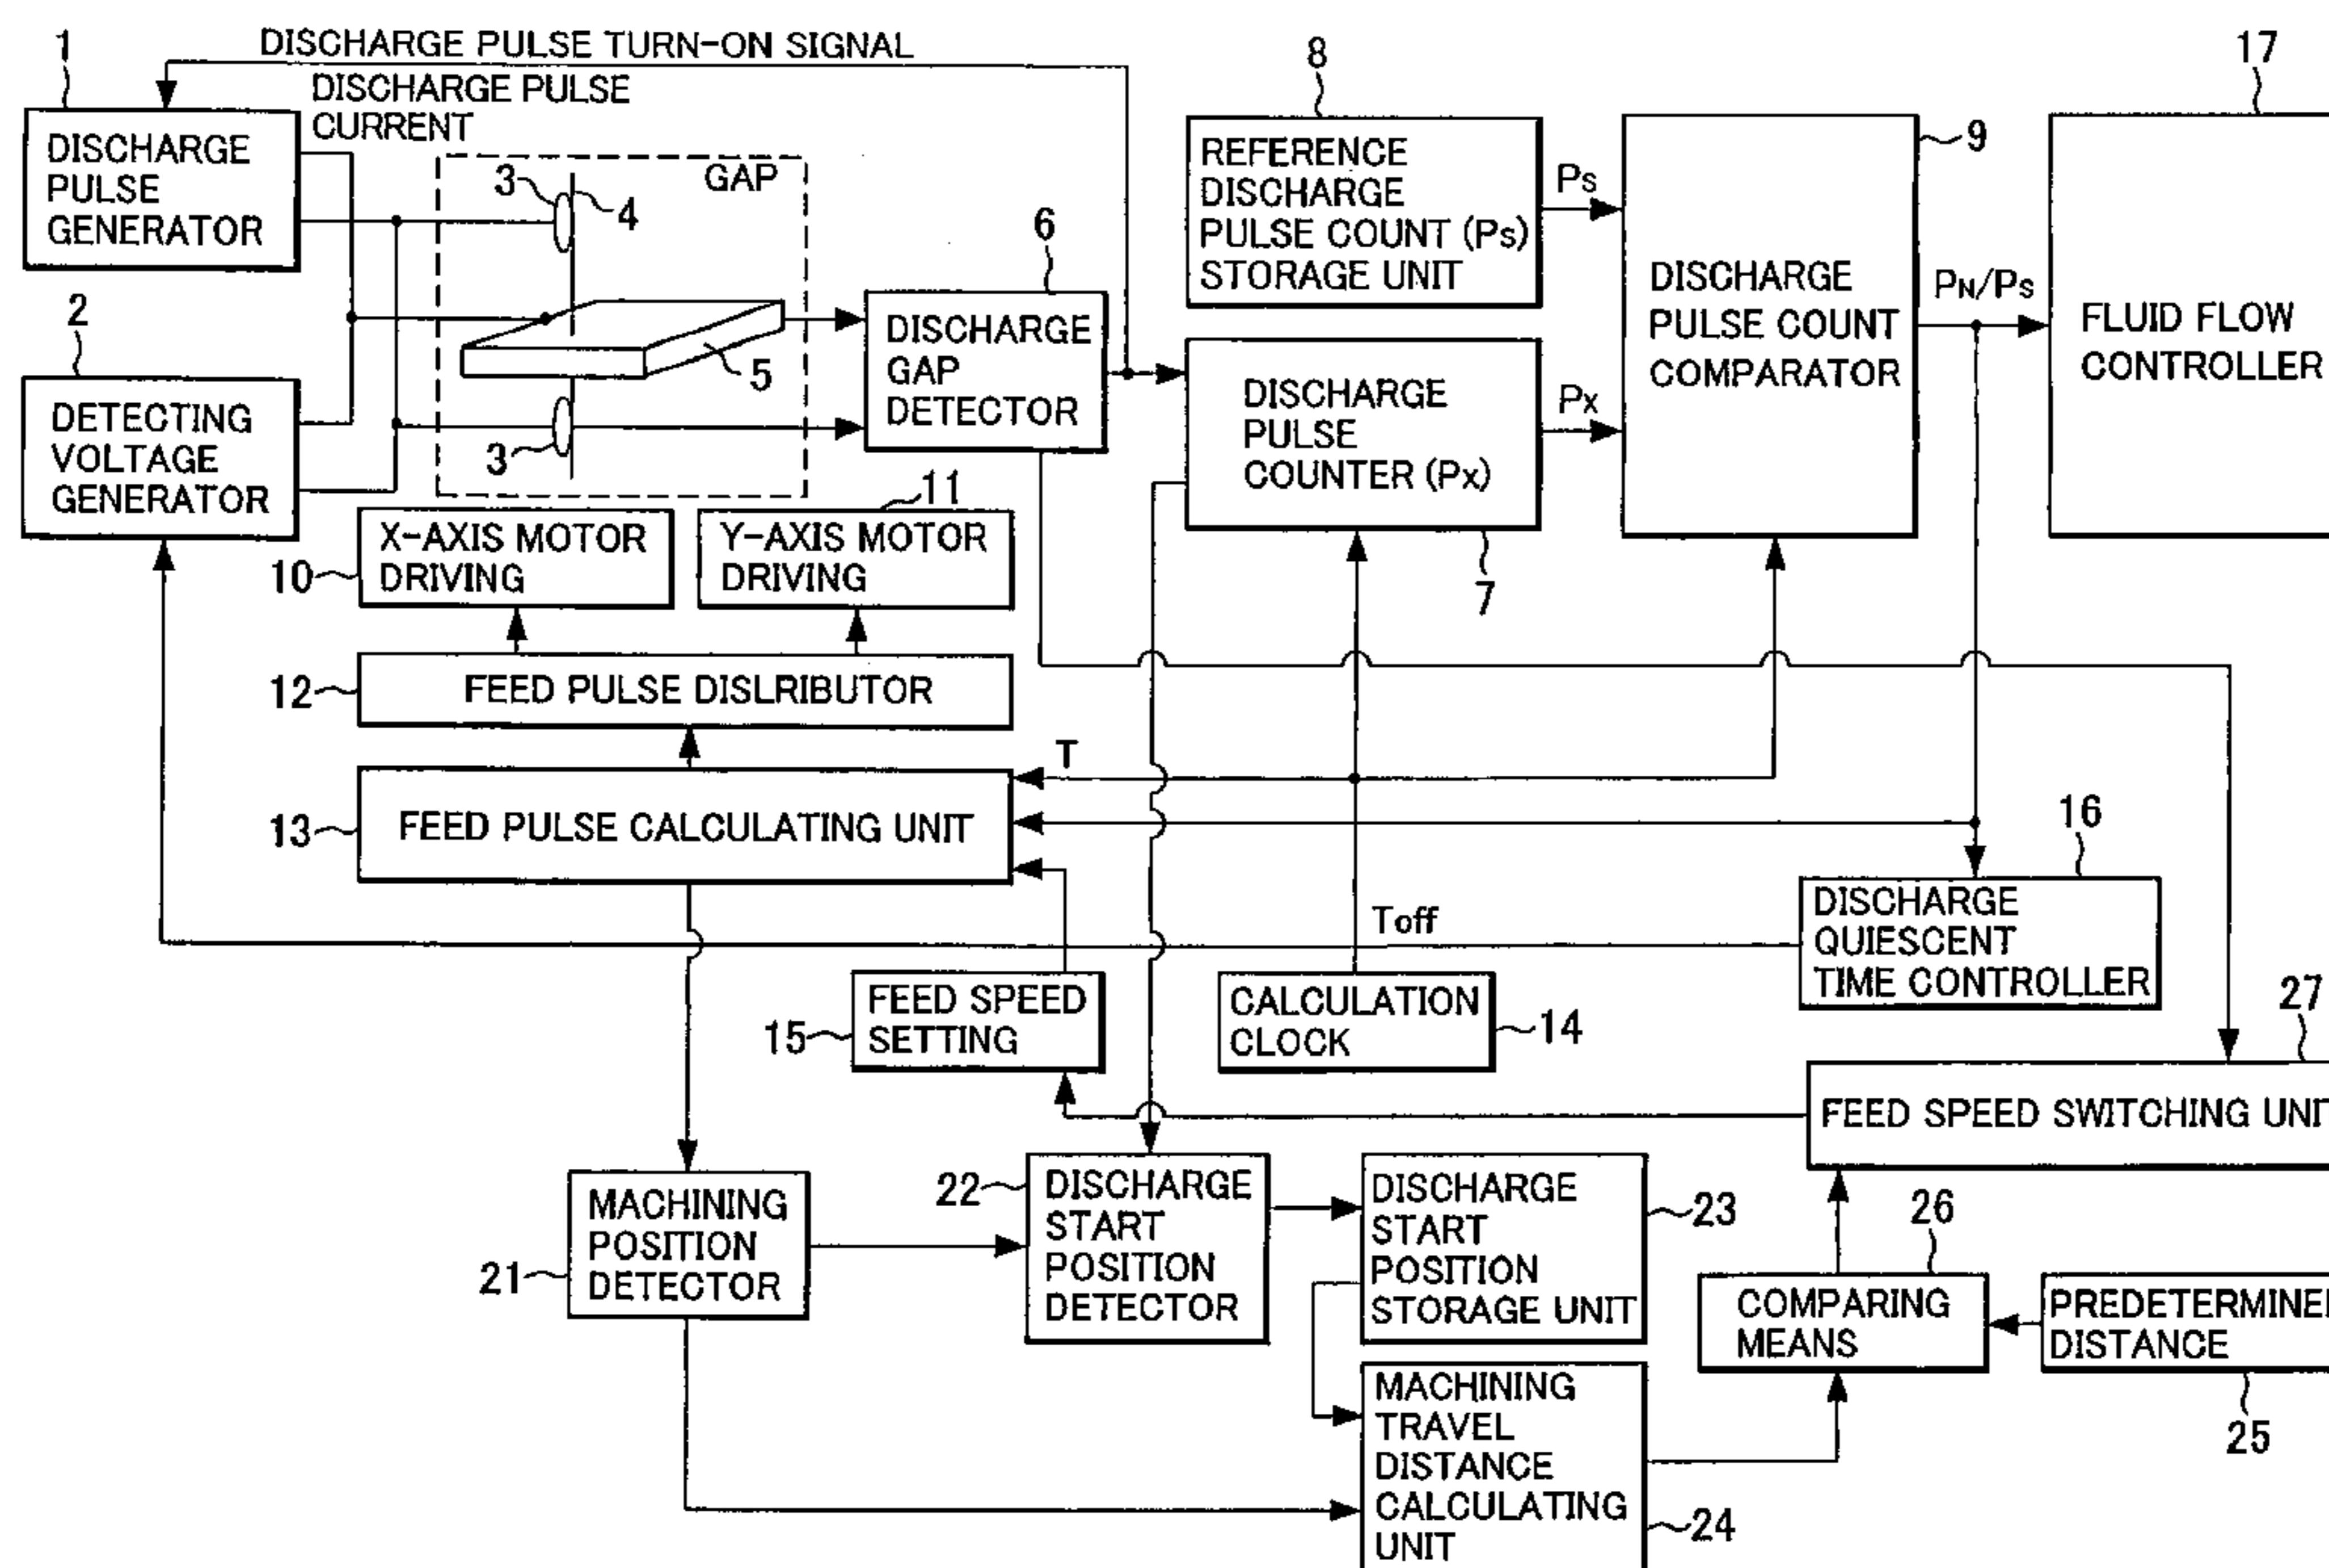 1
DISCHARGE PULSE TURN-ON SIGNAL
DISCHARGE PULSE
CURRENT
DISCHARGE
PULSE
GENERATOR
2
DETECTING
VOLTAGE
GENERATOR
3
4
GAP
5
3
6
DISCHARGE
GAP
DETECTOR
8
REFERENCE
DISCHARGE
PULSE COUNT (Ps)
STORAGE UNIT
Ps
DISCHARGE
PULSE
COUNTER (Px)
7
Px
9
DISCHARGE
PULSE COUNT
COMPARATOR
PN/Ps
17
FLUID FLOW
CONTROLLER
10
X-AXIS MOTOR
DRIVING
11
Y-AXIS MOTOR
DRIVING
12
FEED PULSE DISLRIBUTOR
13
FEED PULSE CALCULATING UNIT
T
Toff
16
DISCHARGE
QUIESCENT
TIME CONTROLLER
15
FEED SPEED
SETTING
CALCULATION
CLOCK
14
27
FEED SPEED SWITCHING UNIT
21
MACHINING
POSITION
DETECTOR
22
DISCHARGE
START
POSITION
DETECTOR
DISCHARGE
START
POSITION
STORAGE UNIT
23
26
COMPARING
MEANS
PREDETERMINED
DISTANCE
25
MACHINING
TRAVEL
DISTANCE
CALCULATING
UNIT
24